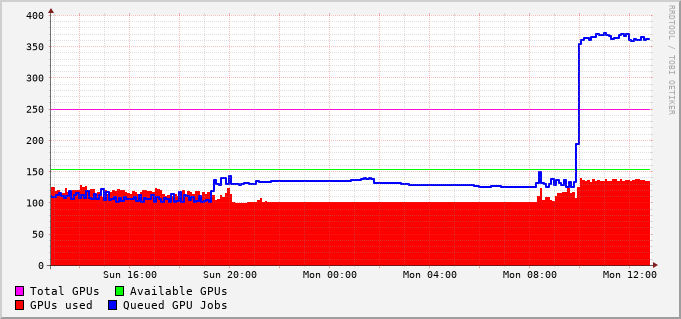 400
350
300
250
200
150
100
50
0
Sun 16:00 Sun 20:00 Mon 00:00 Mon 04:00 Mon 08:00 Mon 12:00
Total GPUs Available GPUs
GPUs used Queued GPU Jobs
RRDTOOL / TOBI OETIKER